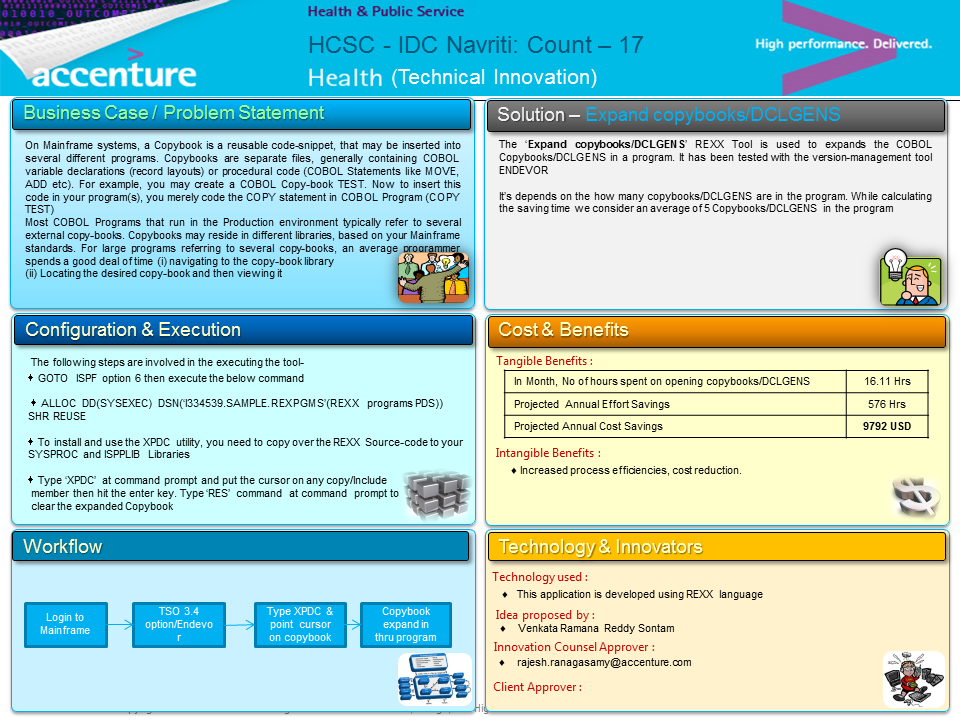 Health & Public Service
HCSC - IDC Navriti: Count – 17
High performance. Delivered.
accenture
Health (Technical Innovation)
Business Case / Problem Statement
On Mainframe systems, a Copybook is a reusable code-snippet, that may be inserted into
several different programs. Copybooks are separate files, generally containing COBOL
variable declarations (record layouts) or procedural code (COBOL Statements like MOVE,
ADD etc). For example, you may create a COBOL Copy-book TEST. Now to insert this
code in your program(s), you merely code the COPY statement in COBOL Program (COPY
TEST)
Most COBOL Programs that run in the Production environment typically refer to several
external copy-books. Copybooks may reside in different libraries, based on your Mainframe
standards. For large programs referring to several copy-books, an average programmer
spends a good deal of time (i) navigating to the copy-book library
(ii) Locating the desired copy-book and then viewing it
Solution – Expand copybooks/DCLGENS
The ‘Expand copybooks/DCLGENS’ REXX Tool is used to expands the COBOL
Copybooks/DCLGENS in a program. It has been tested with the version-management tool
ENDEVOR
It's depends on the how many copybooks/DCLGENS are in the program. While calculating
the saving time we consider an average of 5 Copybooks/DCLGENS in the program
Configuration & Execution
The following steps are involved in the executing the tool-
♦ GOTO ISPF option 6 then execute the below command
♦ ALLOC DD(SYSEXEC) DSN('I334539.SAMPLE.REXPGMS'(REXX programs PDS))
SHR REUSE
♦ To install and use the XPDC utility, you need to copy over the REXX Source-code to your
SYSPROC and ISPPLIB Libraries
♦ Type ‘XPDC’ at command prompt and put the cursor on any copy/Include
member then hit the enter key. Type ‘RES’ command at command prompt to
clear the expanded Copybook
Cost & Benefits
Tangible Benefits :
In Month, No of hours spent on opening copybooks/DCLGENS 16.11 Hrs
Projected Annual Effort Savings 576 Hrs
Projected Annual Cost Savings 9792 USD
Intangible Benefits :
♦ Increased process efficiencies, cost reduction.
Workflow
Login to
Mainframe
TSO 3.4
option/Endevo
r
Type XPDC &
point cursor
on copybook
Copybook
expand in
thru program
Technology & Innovators
Technology used :
♦ This application is developed using REXX language
Idea proposed by :
♦ Venkata Ramana Reddy Sontam
Innovation Counsel Approver :
♦ rajesh.ranagasamy@accenture.com
Client Approver :